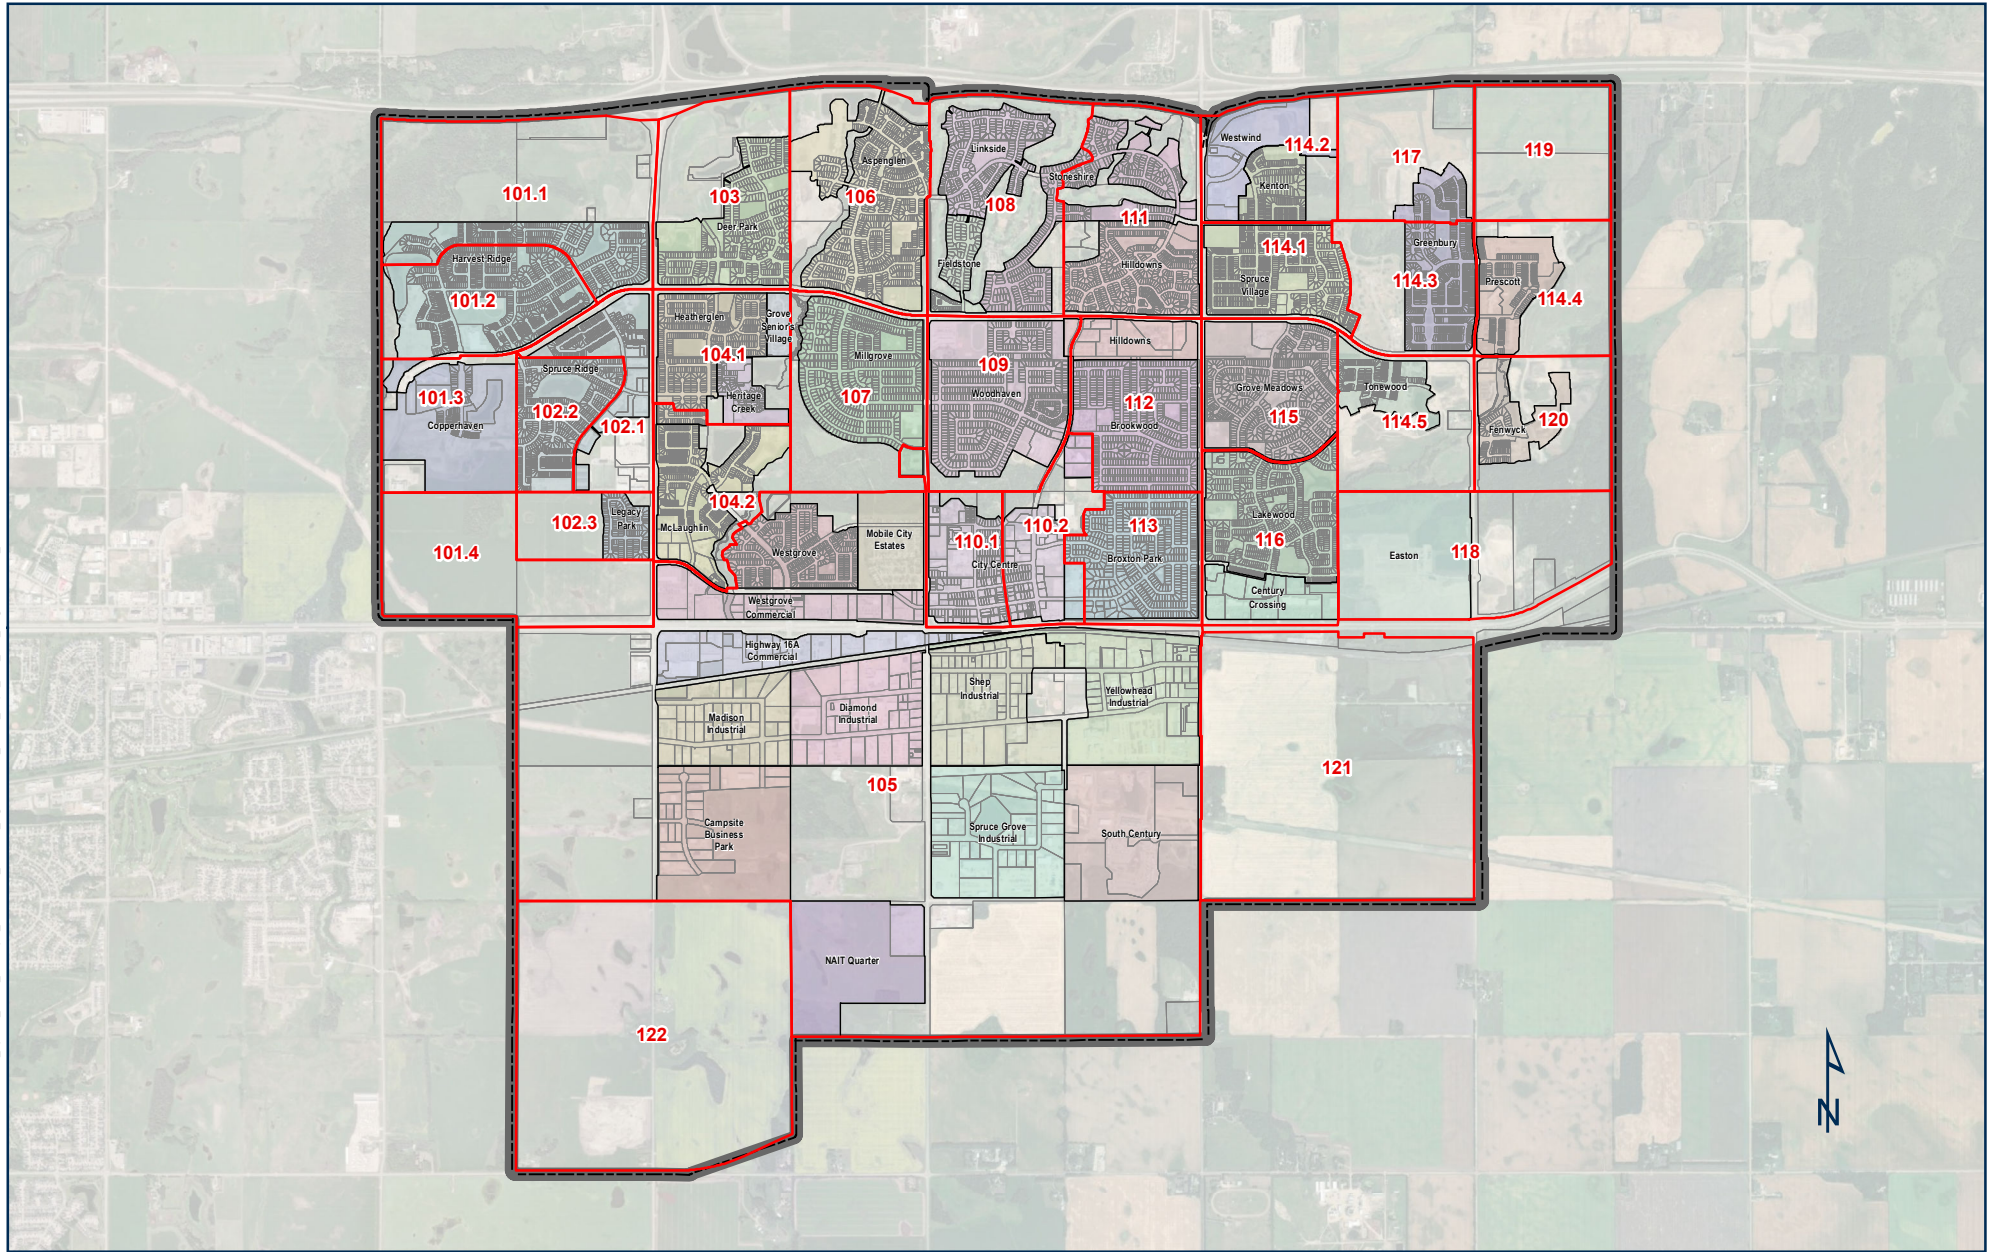 Westwind
114.2
Linkside
117
119
Aspenglen
Stoneshire
Kenton
101.1
103
106
108
111
Deer Park
Greenbury
114.1
Harvest Ridge
Fieldstone
Hilldowns
Spruce
Village
114.3
Prescott
101.2
114.4
Heatherglen
Grove
Seniors
Village
104.1
Millgrove
Hilldowns
Spruce Ridge
109
Woodhaven
Grove Meadows
Tonewood
101.3
Copperhaven
102.2
102.1
Heritage
Creek
107
112
Brookwood
115
114.5
120
Fenwyck
104.2
102.3
Legacy
Park
McLaughlin
Westgrove
Mobile City
Estates
110.1
110.2
City Centre
113
Broxton Park
Lakewood
116
101.4
Easton
118
Westgrove
Commercial
Century
Crossing
Highway 16A
Commercial
Shep
Industrial
Yellowhead
Industrial
Madison
Industrial
Diamond
Industrial
105
121
Campsite
Business
Park
Spruce Grove
Industrial
South Century
NAIT Quarter
122
N